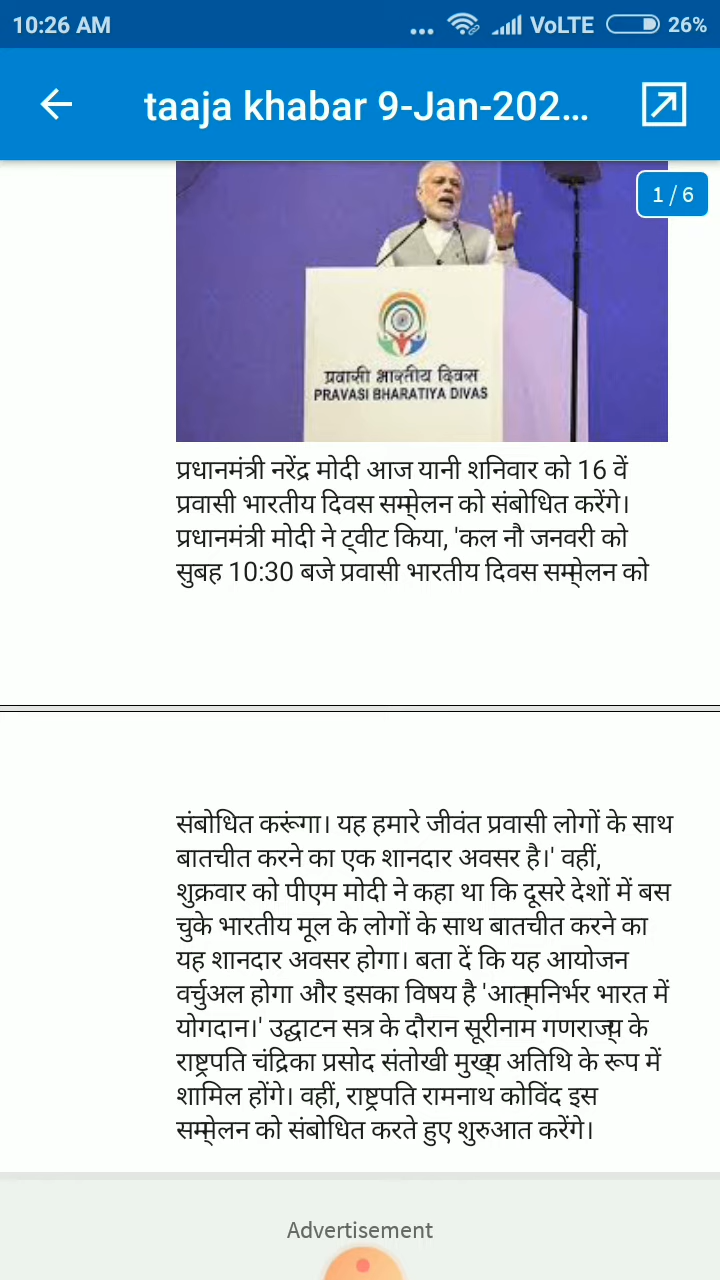 10:26 AM ... VoLTE 26%
taaja khabar 9-Jan-202...
1 / 6
प्रवासी भारतीय दिवस
PRAVASI BHARATIYA DIVAS
प्रधानमंत्री नरेंद्र मोदी आज यानी शनिवार को 16 वें
प्रवासी भारतीय दिवस सम्मेलन को संबोधित करेंगे।
प्रधानमंत्री मोदी ने ट्वीट किया, 'कल नौ जनवरी को
सुबह 10:30 बजे प्रवासी भारतीय दिवस सम्मेलन को
संबोधित करूंगा। यह हमारे जीवंत प्रवासी लोगों के साथ
बातचीत करने का एक शानदार अवसर है।' वहीं,
शुक्रवार को पीएम मोदी ने कहा था कि दूसरे देशों में बस
चुके भारतीय मूल के लोगों के साथ बातचीत करने का
यह शानदार अवसर होगा। बता दें कि यह आयोजन
वर्चुअल होगा और इसका विषय है 'आत्मनिर्भर भारत में
योगदान।' उद्घाटन सत्र के दौरान सूरीनाम गणराज्य के
राष्ट्रपति चंद्रिका प्रसोद संतोखी मुख्य अतिथि के रूप में
शामिल होंगे। वहीं, राष्ट्रपति रामनाथ कोविंद इस
सम्मेलन को संबोधित करते हुए शुरुआत करेंगे।
Advertisement